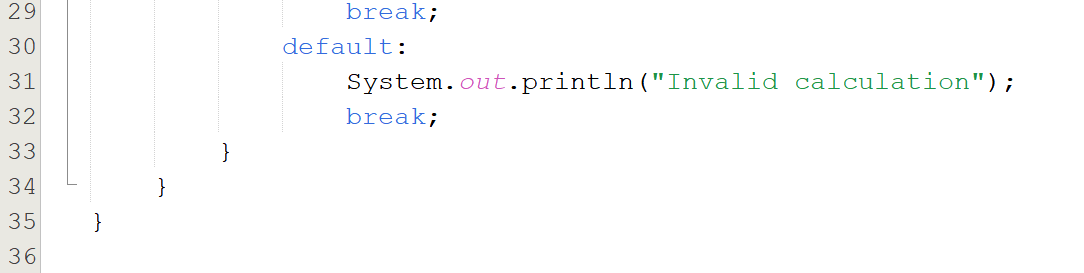 29 break;
30 default:
31 System.out.println("Invalid calculation");
32 break;
33 }
34 }
35 }
36